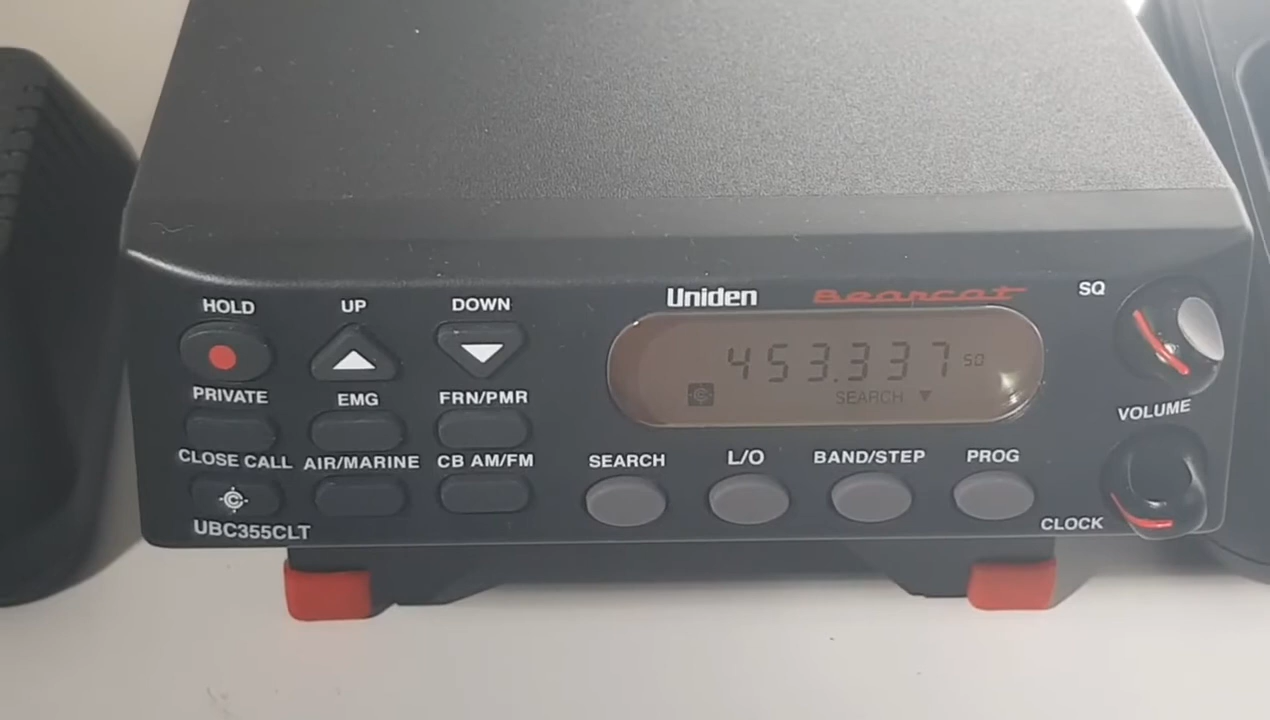 Uniden Bearcat
SQ
HOLD UP DOWN
453.337 50
SEARCH
PRIVATE EMG FRN/PMR
VOLUME
CLOSE CALL AIR/MARINE CB AM/FM
SEARCH L/O BAND/STEP PROG
C
UBC355CLT
CLOCK